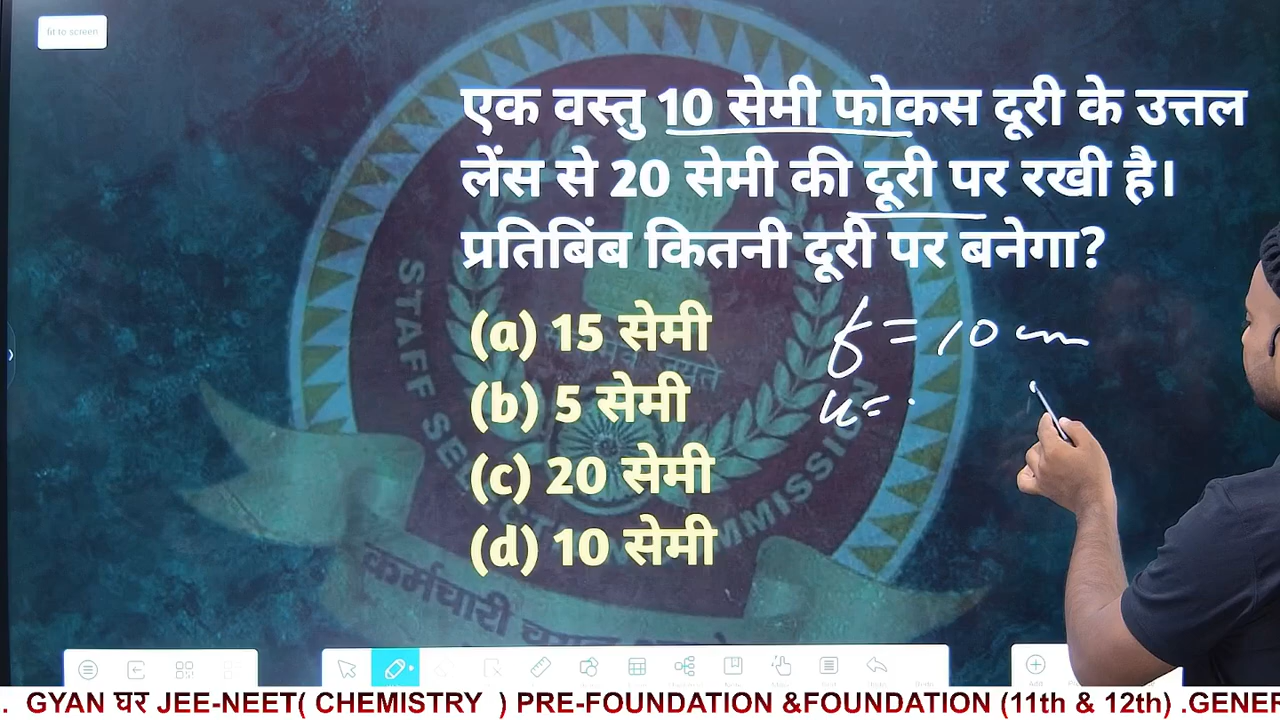 fit to screen
एक वस्तु 10 सेमी फोकस दूरी के उत्तल
लेंस से 20 सेमी की दूरी पर रखी है।
प्रतिबिंब कितनी दूरी पर बनेगा?
(a) 15 सेमी
(b) 5 सेमी
(c) 20 सेमी
(d) 10 सेमी
f = 10 cm
u =
STAFF SELECTION COMMISSION
कर्मचारी चयन
. GYAN घर JEE-NEET( CHEMISTRY ) PRE-FOUNDATION &FOUNDATION (11th & 12th) .GENER